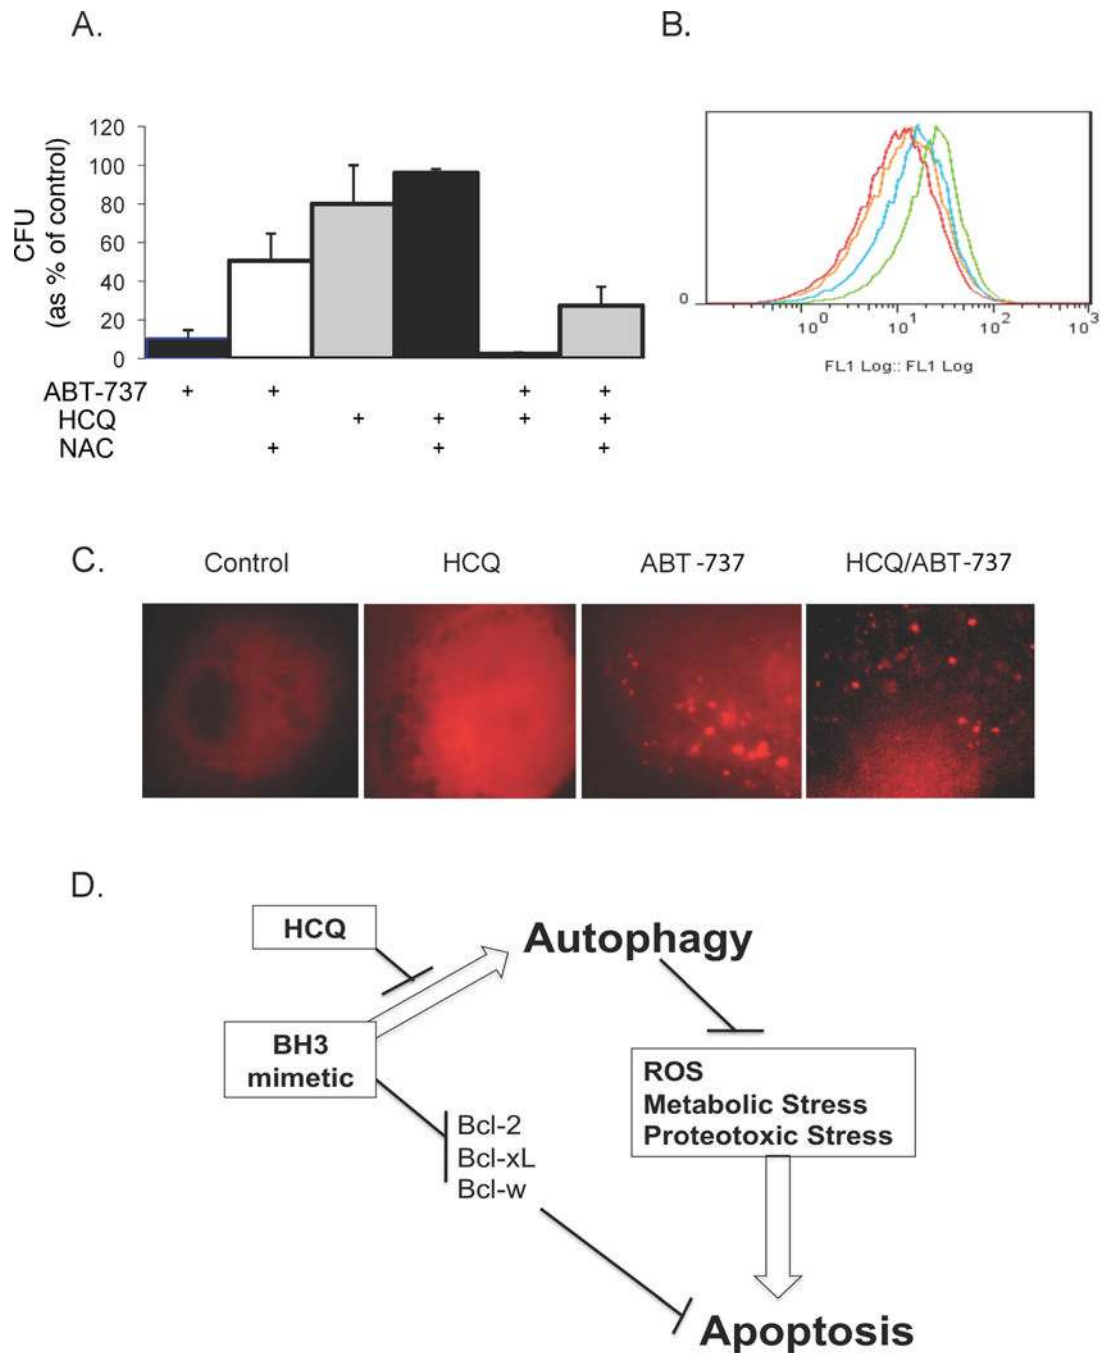 A.
B.
CFU
(as % of control)
120
100
80
60
40
20
0
ABT-737 + + + +
HCQ + + + +
NAC + + +
0
10⁰ 10¹ 10² 10³
FL1 Log:: FL1 Log
C.
Control HCQ ABT -737 HCQ/ABT-737
D.
HCQ
Autophagy
BH3
mimetic
ROS
Metabolic Stress
Proteotoxic Stress
Bcl-2
Bcl-xL
Bcl-w
Apoptosis